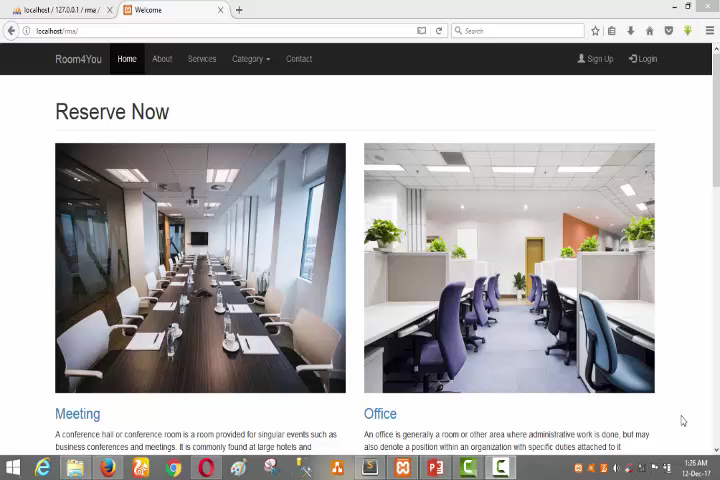 localhost / 127.0.0.1 / rma /
Welcome
localhost/rma/
Search
Room4You Home About Services Category Contact Sign Up Login
Reserve Now
Meeting
A conference hall or conference room is a room provided for singular events such as
business conferences and meetings. It is commonly found at large hotels and
Office
An office is generally a room or other area where administrative work is done, but may
also denote a position within an organization with specific duties attached to it
1:26 AM
12-Dec-17